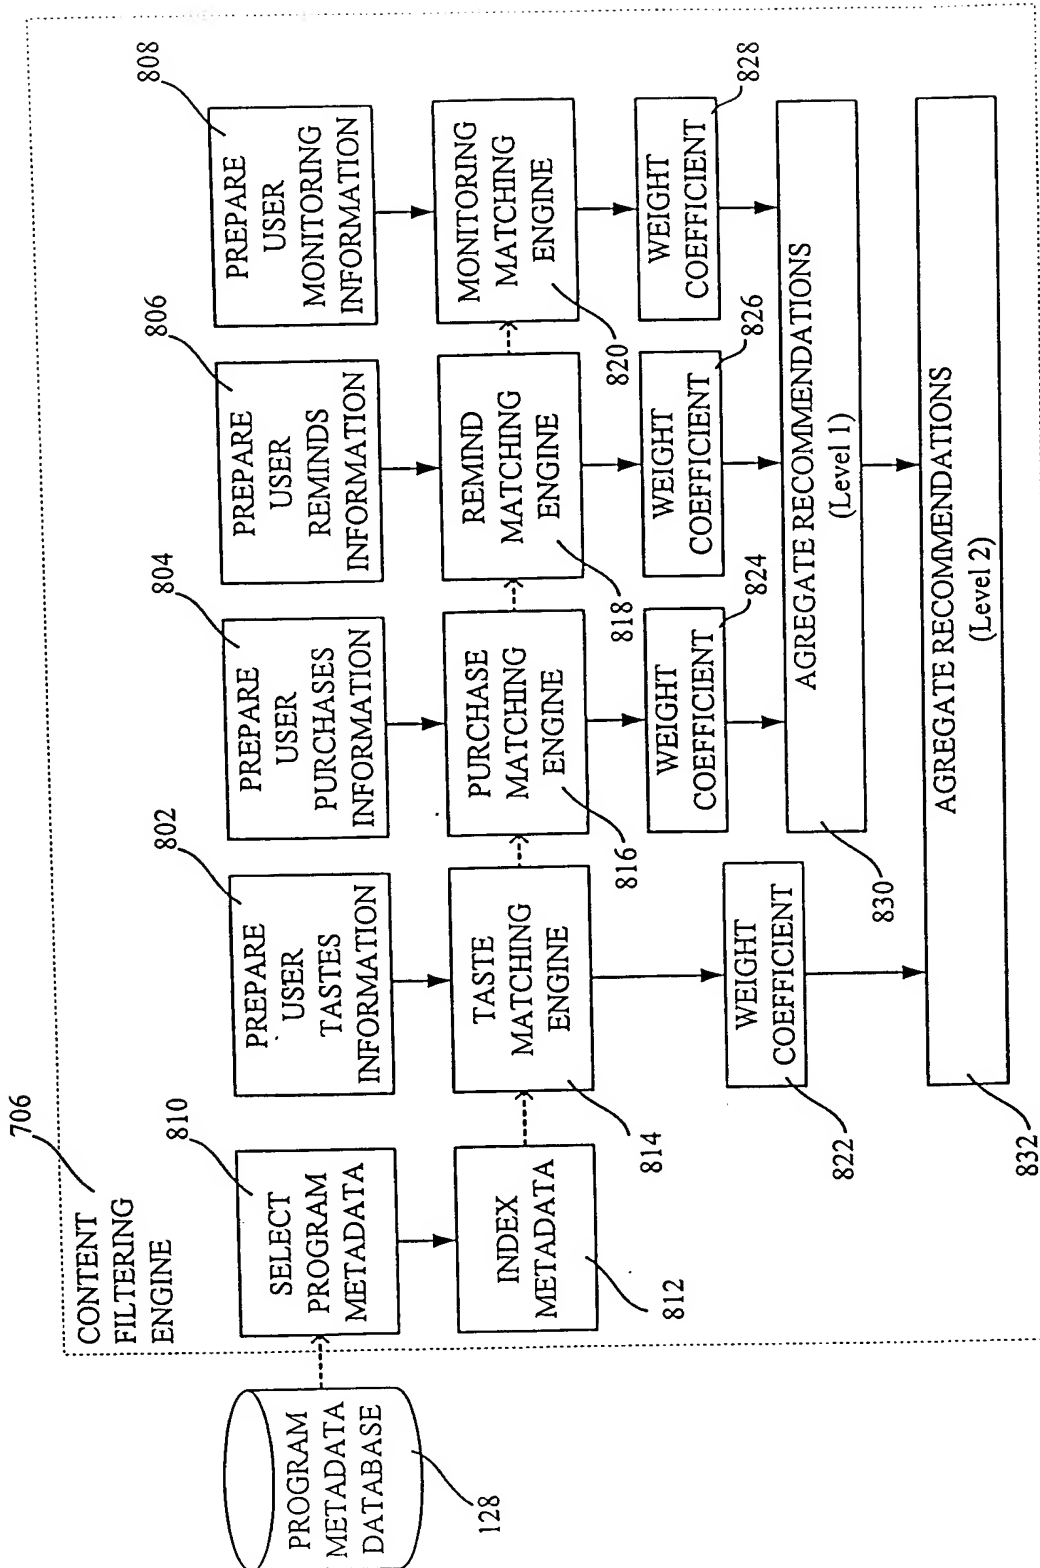 CONTENT
FILTERING
ENGINE
706
PROGRAM
METADATA
DATABASE
128
810
SELECT
PROGRAM
METADATA
INDEX
METADATA
812
802
PREPARE
USER
TASTES
INFORMATION
TASTE
MATCHING
ENGINE
814
WEIGHT
COEFFICIENT
822
804
PREPARE
USER
PURCHASES
INFORMATION
PURCHASE
MATCHING
ENGINE
816
WEIGHT
COEFFICIENT
824
806
PREPARE
USER
REMINDS
INFORMATION
REMIND
MATCHING
ENGINE
818
WEIGHT
COEFFICIENT
826
808
PREPARE
USER
MONITORING
INFORMATION
MONITORING
MATCHING
ENGINE
820
WEIGHT
COEFFICIENT
828
AGREGATE RECOMMENDATIONS
(Level 1)
830
AGREGATE RECOMMENDATIONS
(Level 2)
832